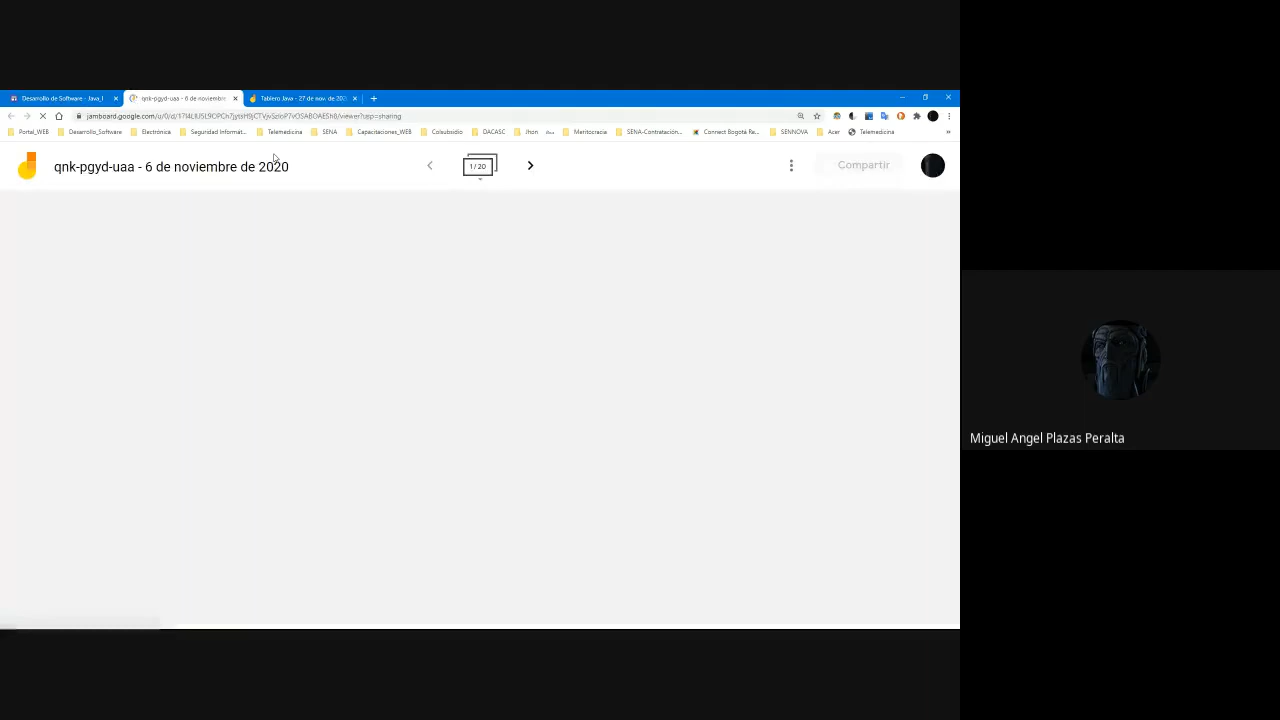 Desarrollo de Software - Java_I
qnk-pgyd-uaa - 6 de noviembre
Tablero Java - 27 de nov. de 202
Portal_WEB
Desarrollo_Software
Electrónica
Seguridad Informat...
Telemedicina
SENA
Capacitaciones_WEB
Colsubsidio
DACASC
Jhon
Meritocracia
SENA-Contratación...
Connect Bogotá Re...
SENNOVA
Acer
Telemedicina
qnk-pgyd-uaa - 6 de noviembre de 2020
1 / 20
Compartir
Miguel Angel Plazas Peralta